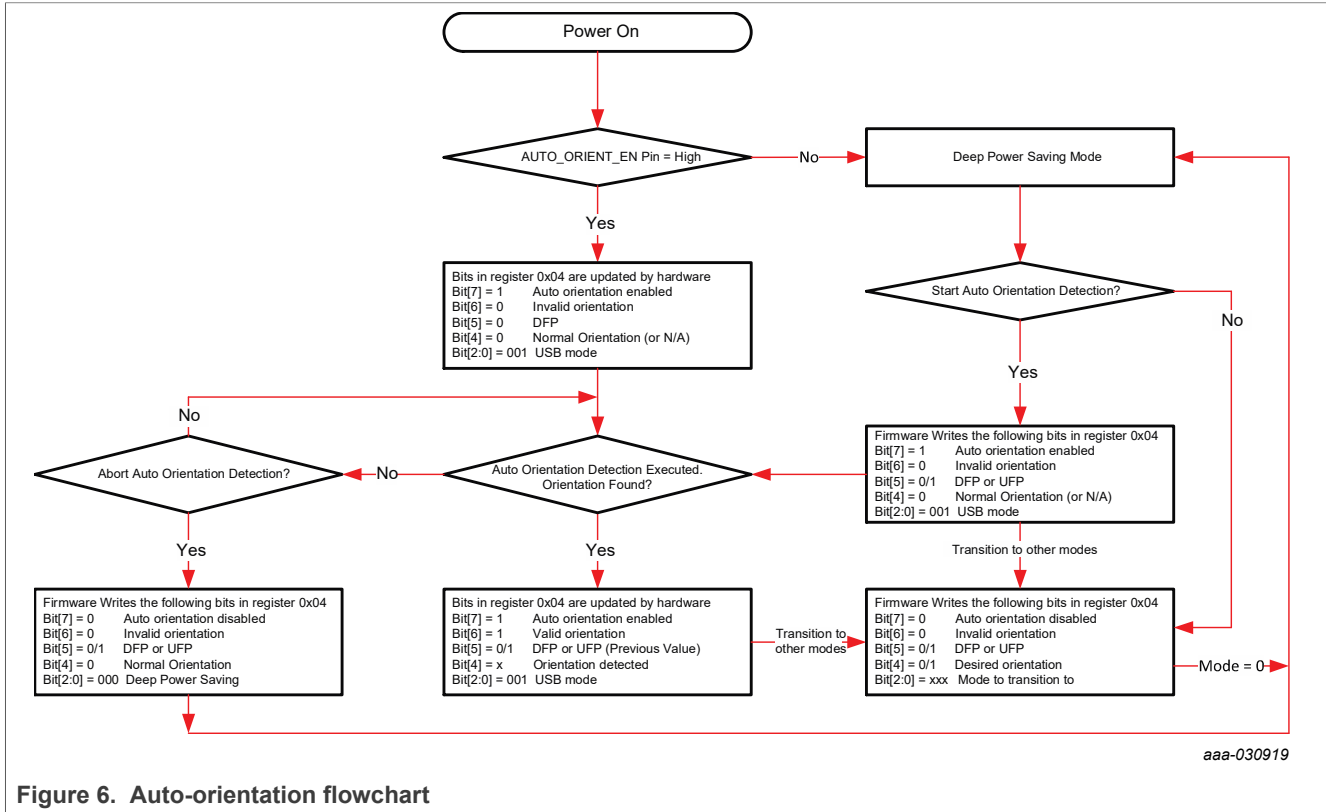 Power On
AUTO_ORIENT_EN Pin = High
No
Deep Power Saving Mode
Yes
Bits in register 0x04 are updated by hardware
Bit[7] = 1 Auto orientation enabled
Bit[6] = 0 Invalid orientation
Bit[5] = 0 DFP
Bit[4] = 0 Normal Orientation (or N/A)
Bit[2:0] = 001 USB mode
Start Auto Orientation Detection?
No
Yes
No
Abort Auto Orientation Detection?
No
Auto Orientation Detection Executed.
Orientation Found?
Firmware Writes the following bits in register 0x04
Bit[7] = 1 Auto orientation enabled
Bit[6] = 0 Invalid orientation
Bit[5] = 0/1 DFP or UFP
Bit[4] = 0 Normal Orientation (or N/A)
Bit[2:0] = 001 USB mode
Yes
Yes
Transition to other modes
Firmware Writes the following bits in register 0x04
Bit[7] = 0 Auto orientation disabled
Bit[6] = 0 Invalid orientation
Bit[5] = 0/1 DFP or UFP
Bit[4] = 0 Normal Orientation
Bit[2:0] = 000 Deep Power Saving
Bits in register 0x04 are updated by hardware
Bit[7] = 1 Auto orientation enabled
Bit[6] = 1 Valid orientation
Bit[5] = 0/1 DFP or UFP (Previous Value)
Bit[4] = x Orientation detected
Bit[2:0] = 001 USB mode
Transition to
other modes
Firmware Writes the following bits in register 0x04
Bit[7] = 0 Auto orientation disabled
Bit[6] = 0 Invalid orientation
Bit[5] = 0/1 DFP or UFP
Bit[4] = 0/1 Desired orientation
Bit[2:0] = xxx Mode to transition to
Mode = 0
aaa-030919
Figure 6. Auto-orientation flowchart